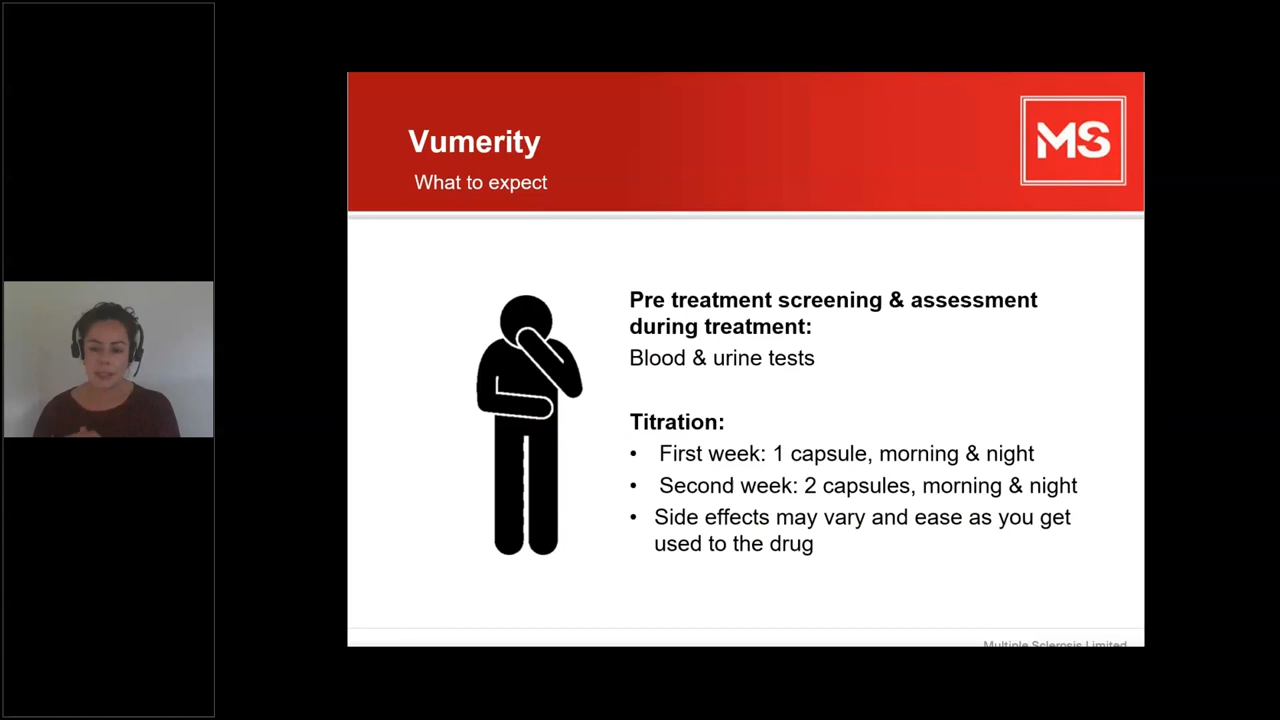 Vumerity
What to expect
MS
Pre treatment screening & assessment
during treatment:
Blood & urine tests
Titration:
• First week: 1 capsule, morning & night
• Second week: 2 capsules, morning & night
• Side effects may vary and ease as you get
used to the drug
Multiple Sclerosis Limited